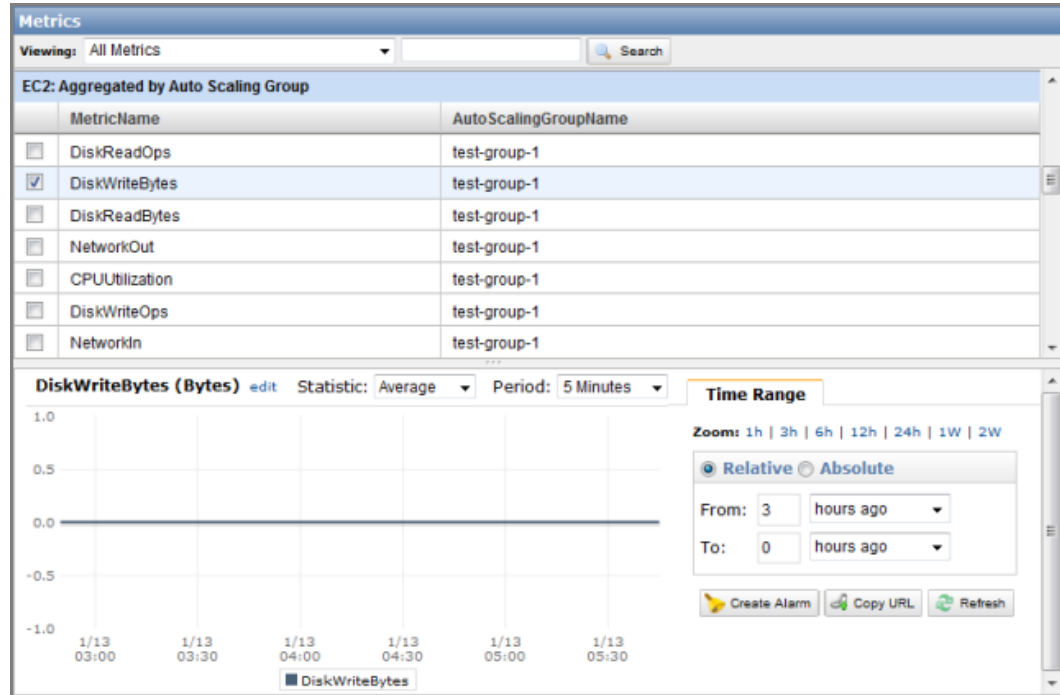 Metrics
Viewing: All Metrics Search
EC2: Aggregated by Auto Scaling Group
MetricName AutoScalingGroupName
DiskReadOps test-group-1
DiskWriteBytes test-group-1
DiskReadBytes test-group-1
NetworkOut test-group-1
CPUUtilization test-group-1
DiskWriteOps test-group-1
NetworkIn test-group-1
DiskWriteBytes (Bytes) edit Statistic: Average Period: 5 Minutes
Time Range
1.0
0.5
0.0
-0.5
-1.0
1/13 1/13 1/13 1/13 1/13 1/13
03:00 03:30 04:00 04:30 05:00 05:30
DiskWriteBytes
Zoom: 1h | 3h | 6h | 12h | 24h | 1W | 2W
Relative Absolute
From: 3 hours ago
To: 0 hours ago
Create Alarm Copy URL Refresh